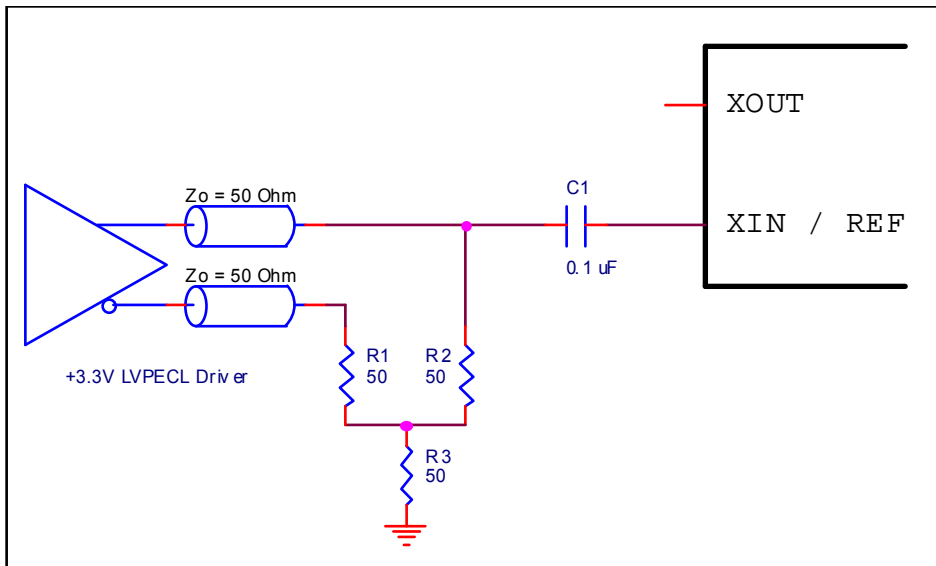 XOUT
Zo = 50 Ohm
C1
XIN / REF
0.1 uF
Zo = 50 Ohm
+3.3V LVPECL Driver
R1
50
R2
50
R3
50